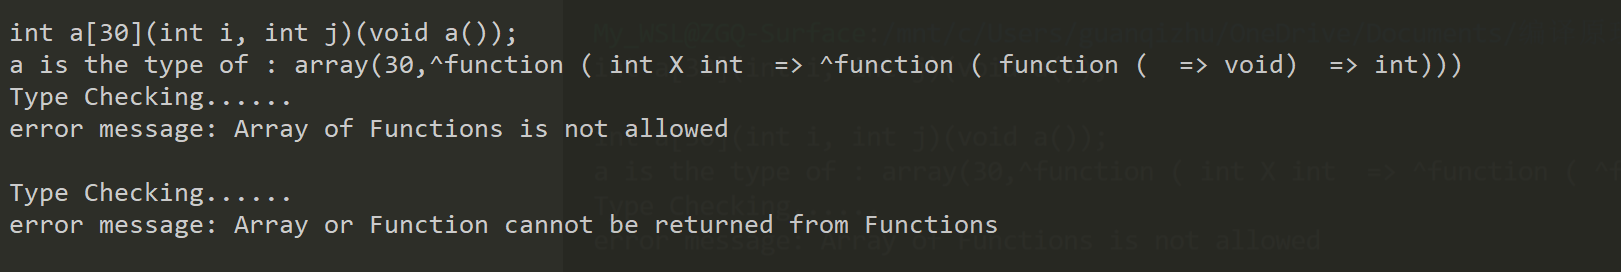 int a[30](int i, int j)(void a());
a is the type of : array(30,^function ( int X int  => ^function ( function (  => void)  => int)))
Type Checking......
error message: Array of Functions is not allowed
Type Checking......
error message: Array or Function cannot be returned from Functions